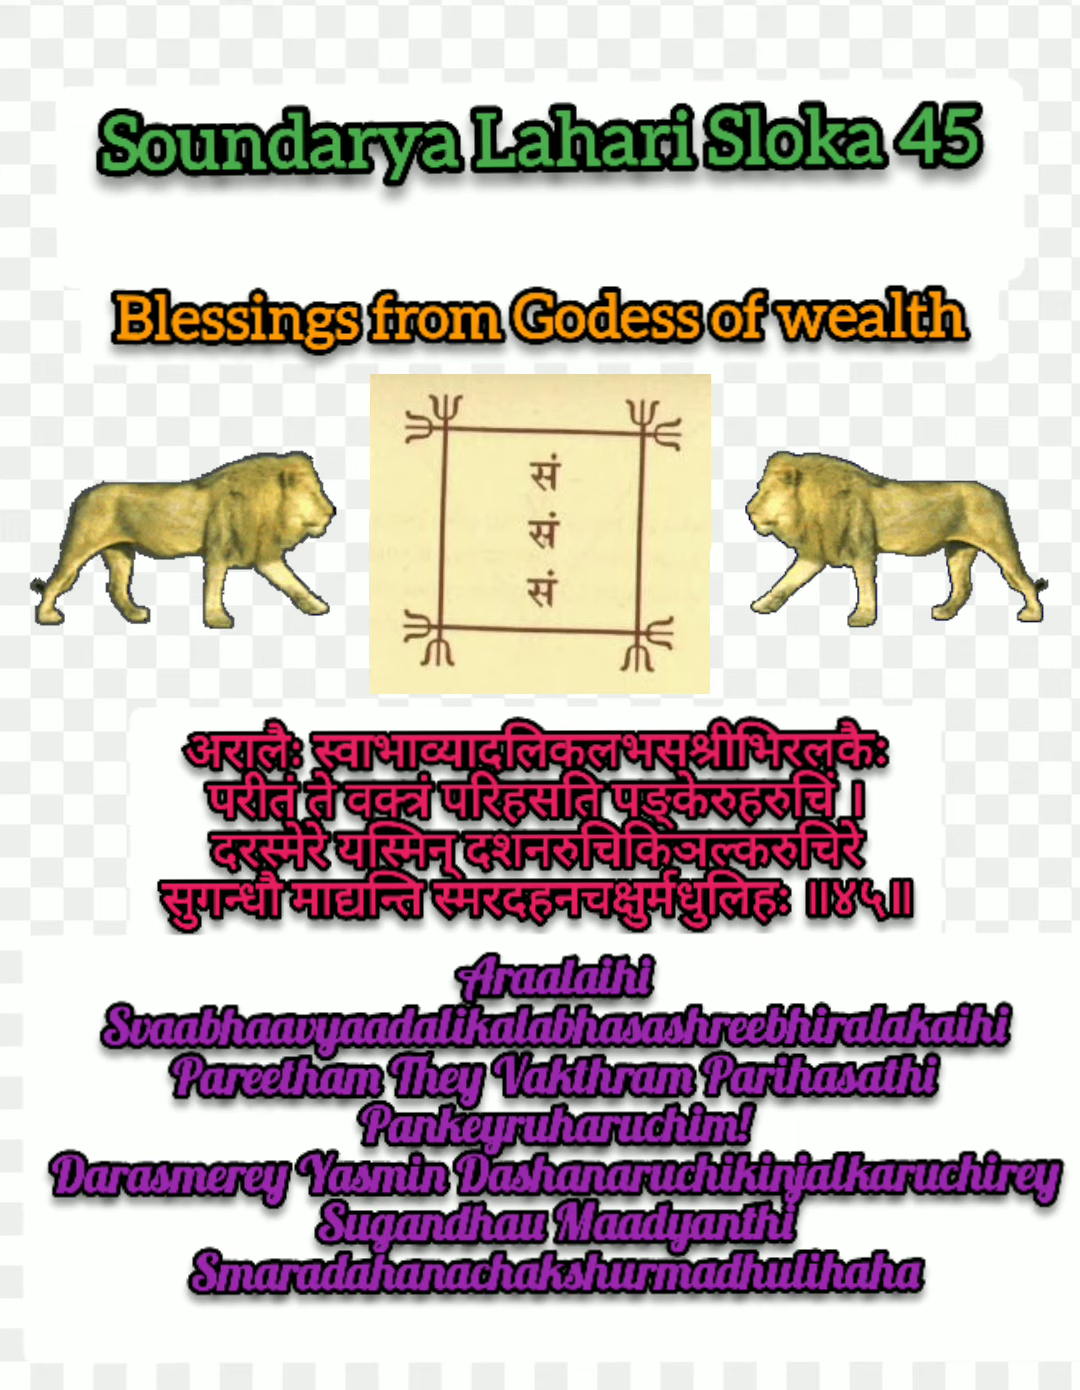 Soundarya Lahari Sloka 45
Blessings from Godess of wealth
सं
सं
सं
अरालैः स्वाभाव्यादलिकलभसश्रीभिरलकैः
परीतं ते वक्त्रं परिहसति पङ्केरुहरुचिं ।
दरस्मेरे यस्मिन् दशनरुचिकिञल्करुचिरे
सुगन्धौ माद्यन्ति स्मरदहनचक्षुर्मधुलिहः ॥४५॥
Araalaihi
Svaabhaavyaadalikalabhasashreebhiralakaihi
Pareetham They Vakthram Parihasathi
Pankeyruharuchim!
Darasmerey Yasmin Dashanaruchikinjalkaruchirey
Sugandhau Maadyanthi
Smaradahanachakshurmadhulihaha